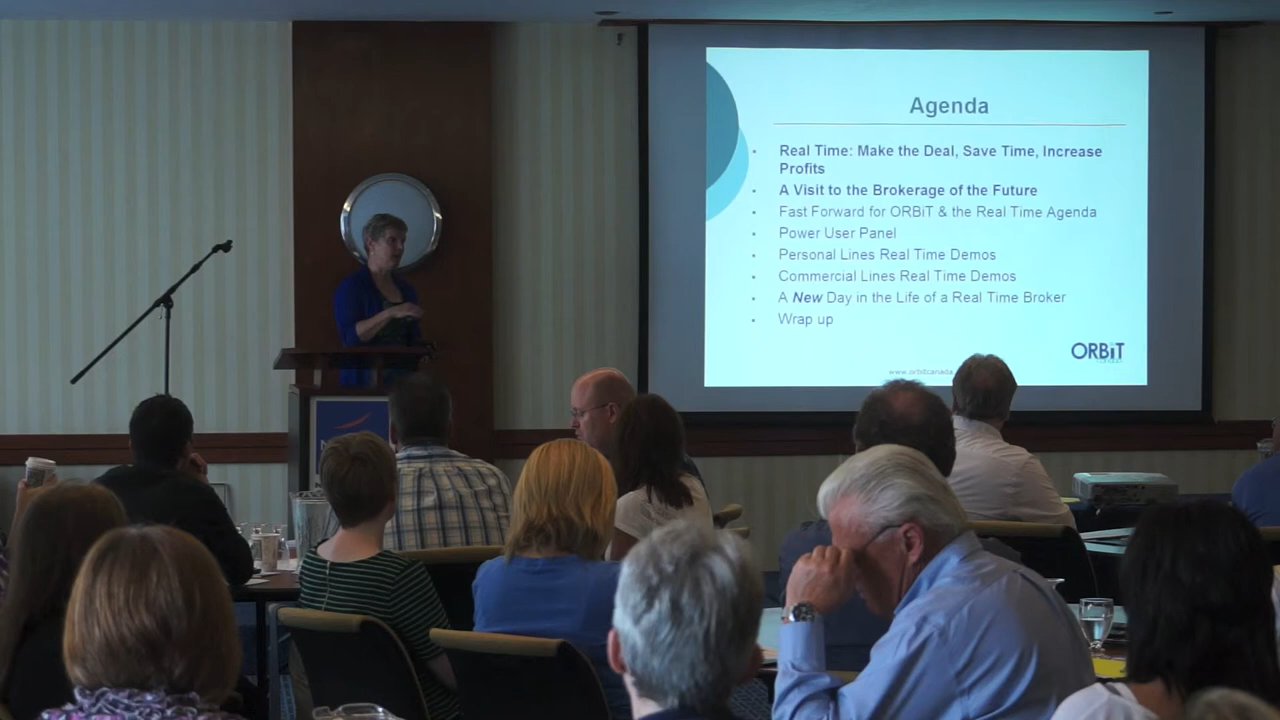 Agenda
Real Time: Make the Deal, Save Time, Increase
Profits
A Visit to the Brokerage of the Future
Fast Forward for ORBiT & the Real Time Agenda
Power User Panel
Personal Lines Real Time Demos
Commercial Lines Real Time Demos
A New Day in the Life of a Real Time Broker
Wrap up
ORBiT
www.orbitcanada